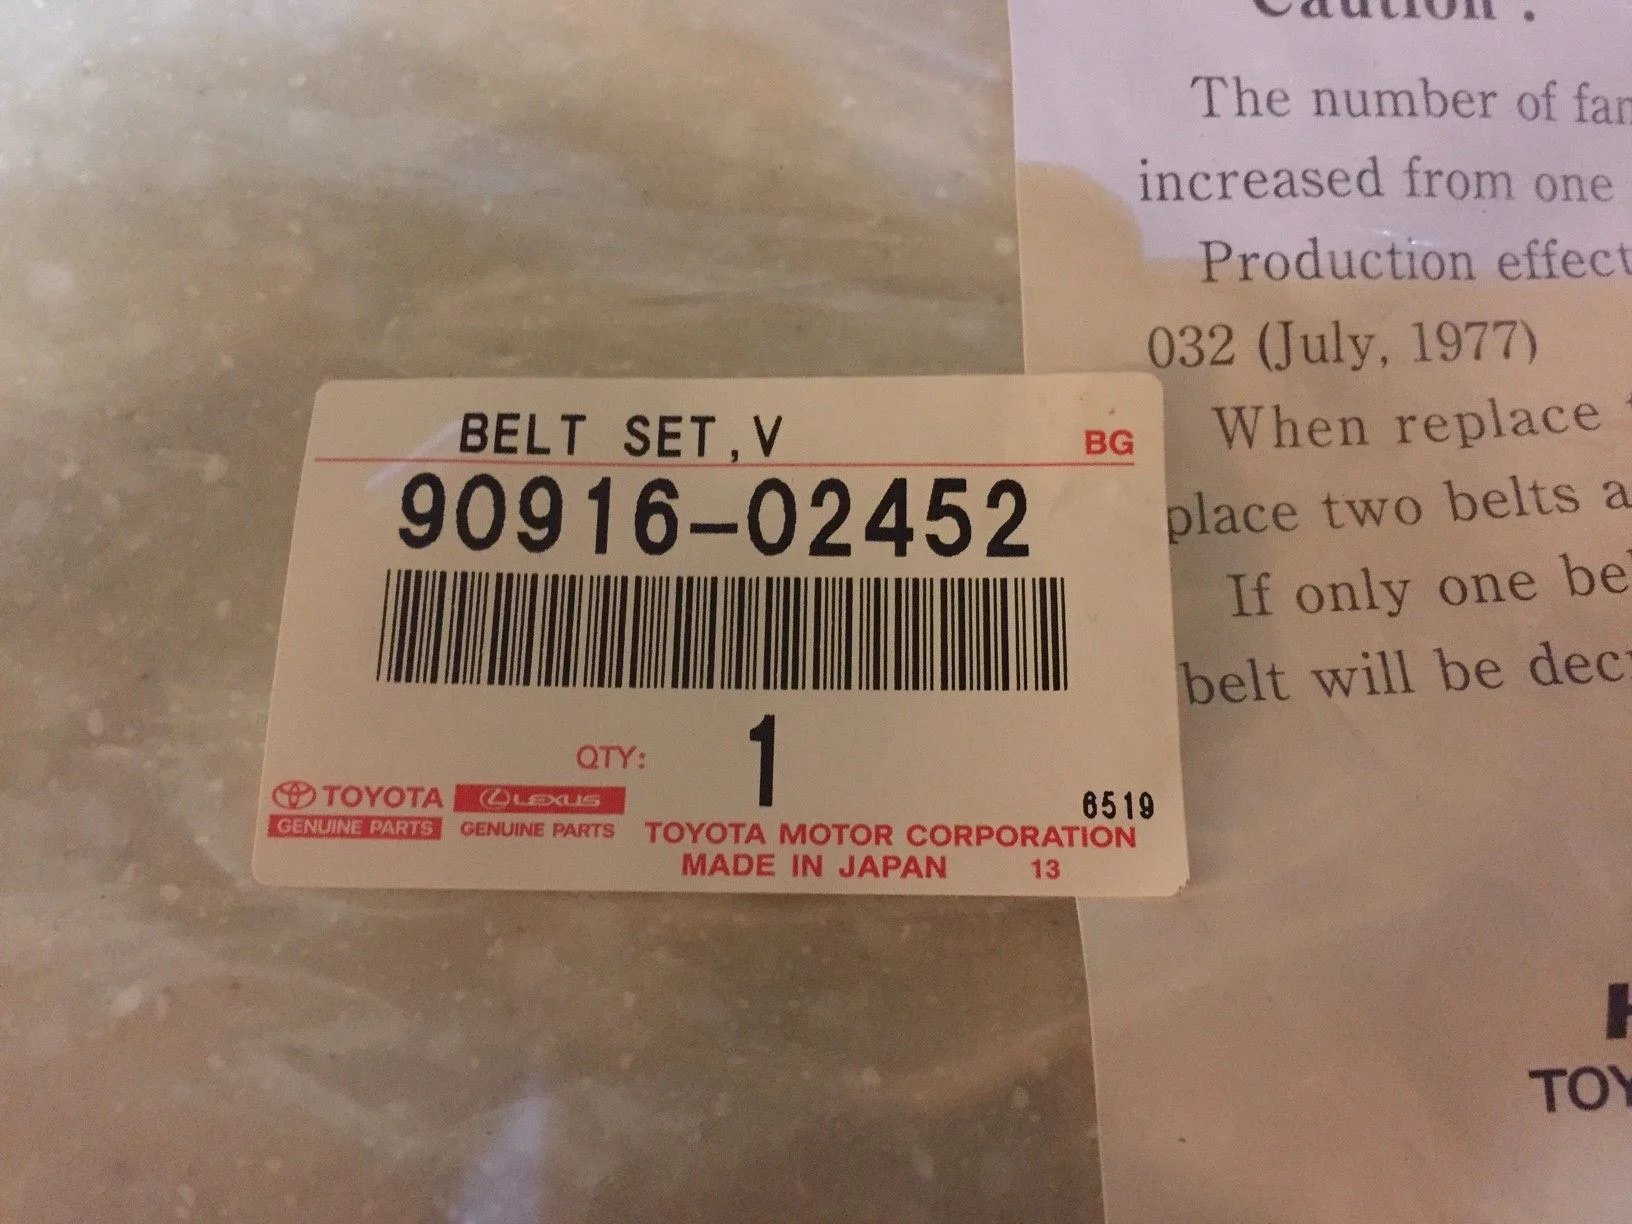 BELT SET,V
BG
90916-02452
QTY: 1
6519
TOYOTA
GENUINE PARTS
LEXUS
GENUINE PARTS
TOYOTA MOTOR CORPORATION
MADE IN JAPAN 13
Caution :
The number of fan
increased from one
Production effect
032 (July, 1977)
When replace
place two belts a
If only one be
belt will be dec
TOY